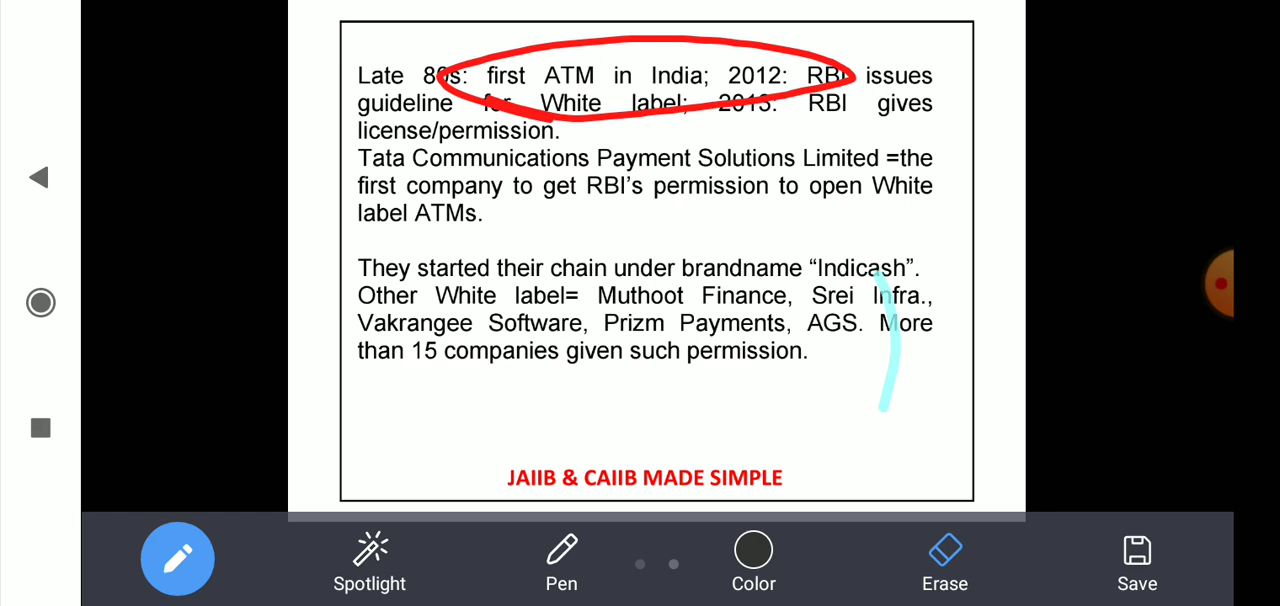 Late 80s: first ATM in India; 2012: RBI issues
guideline for White label; 2013: RBI gives
license/permission.
Tata Communications Payment Solutions Limited =the
first company to get RBI’s permission to open White
label ATMs.
They started their chain under brandname “Indicash”.
Other White label= Muthoot Finance, Srei Infra.,
Vakrangee Software, Prizm Payments, AGS. More
than 15 companies given such permission.
JAIIB & CAIIB MADE SIMPLE
Spotlight Pen Color Erase Save